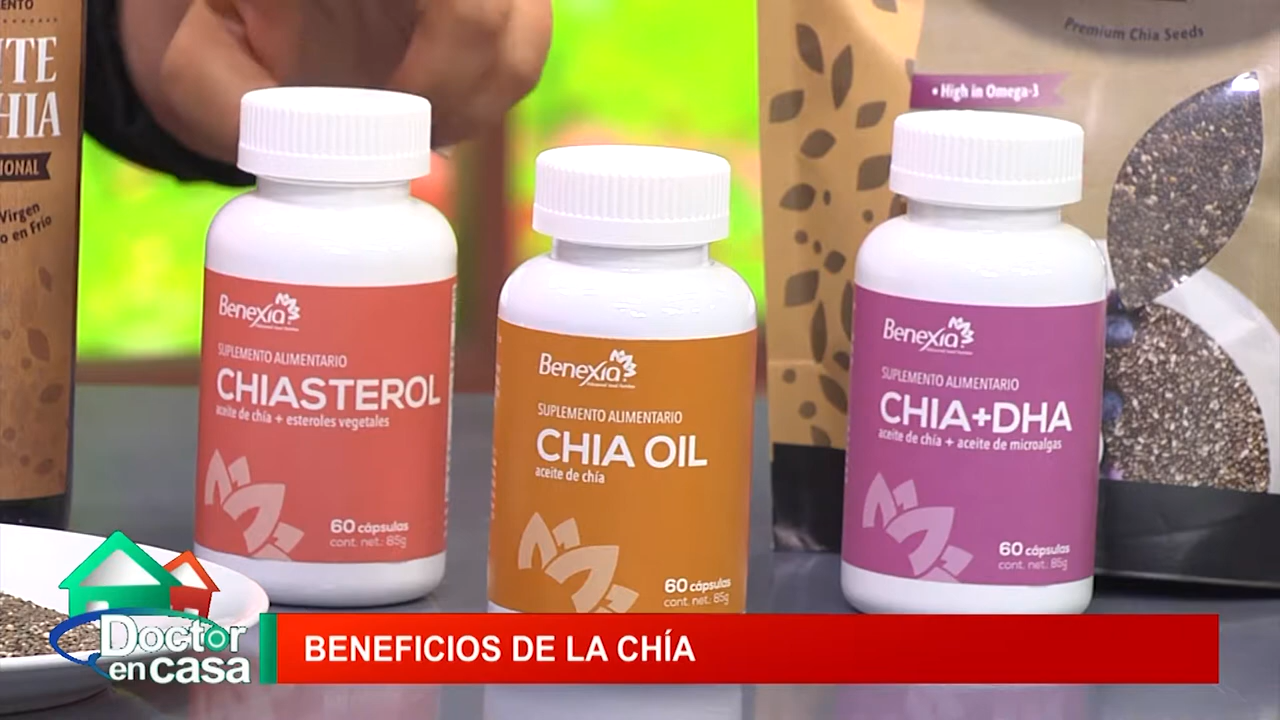 ENTO
ITE
HIA
IONAL
Virgen
o en Frío
Benexia
SUPLEMENTO ALIMENTARIO
CHIASTEROL
aceite de chía + esteroles vegetales
60 cápsulas
cont. net.: 85g
Benexia
SUPLEMENTO ALIMENTARIO
CHIA OIL
aceite de chía
60 cápsulas
cont. net.: 85g
Premium Chia Seeds
• High in Omega-3
Benexia
SUPLEMENTO ALIMENTARIO
CHIA+DHA
aceite de chía + aceite de microalgas
60 cápsulas
cont. net.: 85g
Doctor
en casa
BENEFICIOS DE LA CHÍA